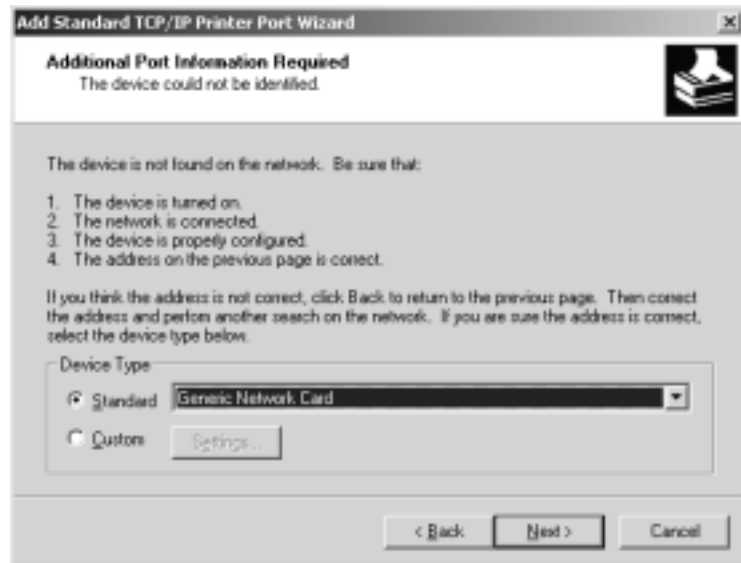 Add Standard TCP/IP Printer Port Wizard
Additional Port Information Required
The device could not be identified.
The device is not found on the network. Be sure that:
1. The device is turned on.
2. The network is connected.
3. The device is properly configured.
4. The address on the previous page is correct.
If you think the address is not correct, click Back to return to the previous page. Then correct
the address and perfom another search on the network. If you are sure the address is correct,
select the device type below.
Device Type
Standard
Generic Network Card
Custom
Settings...
< Back
Next >
Cancel